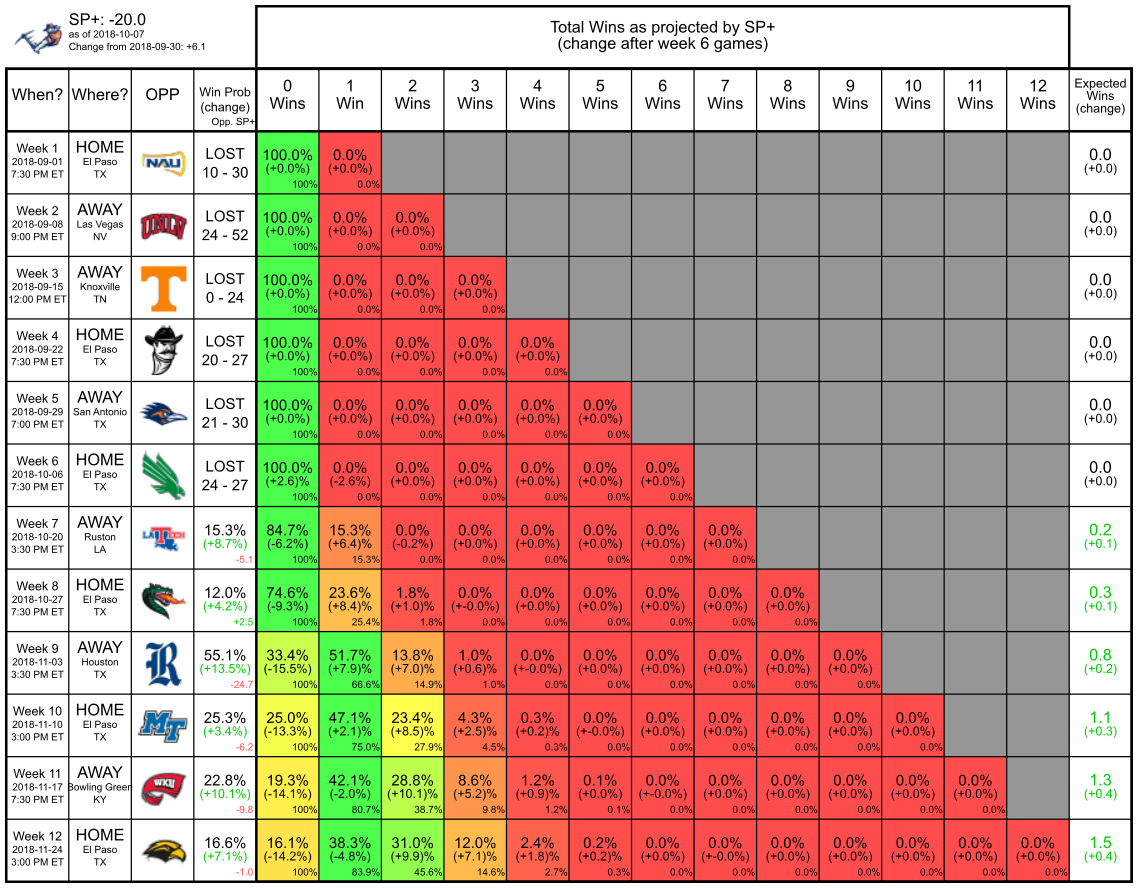 SP+: -20.0
as of 2018-10-07
Change from 2018-09-30: +6.1
Total Wins as projected by SP+
(change after week 6 games)
When? Where? OPP Win Prob (change) Opp. SP+ 0 Wins 1 Win 2 Wins 3 Wins 4 Wins 5 Wins 6 Wins 7 Wins 8 Wins 9 Wins 10 Wins 11 Wins 12 Wins Expected Wins (change)
Week 1 HOME NAU LOST 100.0% 0.0% 0.0
2018-09-01 El Paso 10 - 30 (+0.0%) (+0.0%) (+0.0)
7:30 PM ET TX 100% 0.0%
Week 2 AWAY UNLV LOST 100.0% 0.0% 0.0% 0.0
2018-09-08 Las Vegas 24 - 52 (+0.0%) (+0.0%) (+0.0%) (+0.0)
9:00 PM ET NV 100% 0.0% 0.0%
Week 3 AWAY T LOST 100.0% 0.0% 0.0% 0.0% 0.0
2018-09-15 Knoxville 0 - 24 (+0.0%) (+0.0%) (+0.0%) (+0.0%) (+0.0)
12:00 PM ET TN 100% 0.0% 0.0% 0.0%
Week 4 HOME LOST 100.0% 0.0% 0.0% 0.0% 0.0% 0.0
2018-09-22 El Paso 20 - 27 (+0.0%) (+0.0%) (+0.0%) (+0.0%) (+0.0%) (+0.0)
7:30 PM ET TX 100% 0.0% 0.0% 0.0% 0.0%
Week 5 AWAY LOST 100.0% 0.0% 0.0% 0.0% 0.0% 0.0% 0.0
2018-09-29 San Antonio 21 - 30 (+0.0%) (+0.0%) (+0.0%) (+0.0%) (+0.0%) (+0.0%) (+0.0)
7:00 PM ET TX 100% 0.0% 0.0% 0.0% 0.0% 0.0%
Week 6 HOME LOST 100.0% 0.0% 0.0% 0.0% 0.0% 0.0% 0.0% 0.0
2018-10-06 El Paso 24 - 27 (+2.6)% (-2.6%) (+0.0%) (+0.0%) (+0.0%) (+0.0%) (+0.0%) (+0.0)
7:30 PM ET TX 100% 0.0% 0.0% 0.0% 0.0% 0.0% 0.0%
Week 7 AWAY LA TECH 15.3% 84.7% 15.3% 0.0% 0.0% 0.0% 0.0% 0.0% 0.0% 0.2
2018-10-20 Ruston (+8.7%) (-6.2%) (+6.4)% (-0.2%) (+0.0%) (+0.0%) (+0.0%) (+0.0%) (+0.0%) (+0.1)
3:30 PM ET LA -5.1 100% 15.3% 0.0% 0.0% 0.0% 0.0% 0.0% 0.0%
Week 8 HOME 12.0% 74.6% 23.6% 1.8% 0.0% 0.0% 0.0% 0.0% 0.0% 0.0% 0.3
2018-10-27 El Paso (+4.2%) (-9.3%) (+8.4)% (+1.0)% (+-0.0%) (+0.0%) (+0.0%) (+0.0%) (+0.0%) (+0.0%) (+0.1)
7:30 PM ET TX +2.5 100% 25.4% 1.8% 0.0% 0.0% 0.0% 0.0% 0.0% 0.0%
Week 9 AWAY R 55.1% 33.4% 51.7% 13.8% 1.0% 0.0% 0.0% 0.0% 0.0% 0.0% 0.0% 0.8
2018-11-03 Houston (+13.5%) (-15.5%) (+7.9)% (+7.0)% (+0.6)% (+-0.0%) (+0.0%) (+0.0%) (+0.0%) (+0.0%) (+0.0%) (+0.2)
3:30 PM ET TX -24.7 100% 66.6% 14.9% 1.0% 0.0% 0.0% 0.0% 0.0% 0.0% 0.0%
Week 10 HOME MT 25.3% 25.0% 47.1% 23.4% 4.3% 0.3% 0.0% 0.0% 0.0% 0.0% 0.0% 0.0% 1.1
2018-11-10 El Paso (+3.4%) (-13.3%) (+2.1)% (+8.5)% (+2.5)% (+0.2)% (+-0.0%) (+0.0%) (+0.0%) (+0.0%) (+0.0%) (+0.0%) (+0.3)
3:00 PM ET TX -6.2 100% 75.0% 27.9% 4.5% 0.3% 0.0% 0.0% 0.0% 0.0% 0.0% 0.0%
Week 11 AWAY WKU 22.8% 19.3% 42.1% 28.8% 8.6% 1.2% 0.1% 0.0% 0.0% 0.0% 0.0% 0.0% 0.0% 1.3
2018-11-17 Bowling Green (+10.1%) (-14.1%) (-2.0%) (+10.1)% (+5.2)% (+0.9)% (+0.0%) (+-0.0%) (+0.0%) (+0.0%) (+0.0%) (+0.0%) (+0.0%) (+0.4)
7:30 PM ET KY -9.8 100% 80.7% 38.7% 9.8% 1.2% 0.1% 0.0% 0.0% 0.0% 0.0% 0.0% 0.0%
Week 12 HOME 16.6% 16.1% 38.3% 31.0% 12.0% 2.4% 0.2% 0.0% 0.0% 0.0% 0.0% 0.0% 0.0% 0.0% 1.5
2018-11-24 El Paso (+7.1%) (-14.2%) (-4.8%) (+9.9)% (+7.1)% (+1.8)% (+0.2)% (+0.0%) (+-0.0%) (+0.0%) (+0.0%) (+0.0%) (+0.0%) (+0.0%) (+0.4)
3:00 PM ET TX -1.0 100% 83.9% 45.6% 14.6% 2.7% 0.3% 0.0% 0.0% 0.0% 0.0% 0.0% 0.0% 0.0%